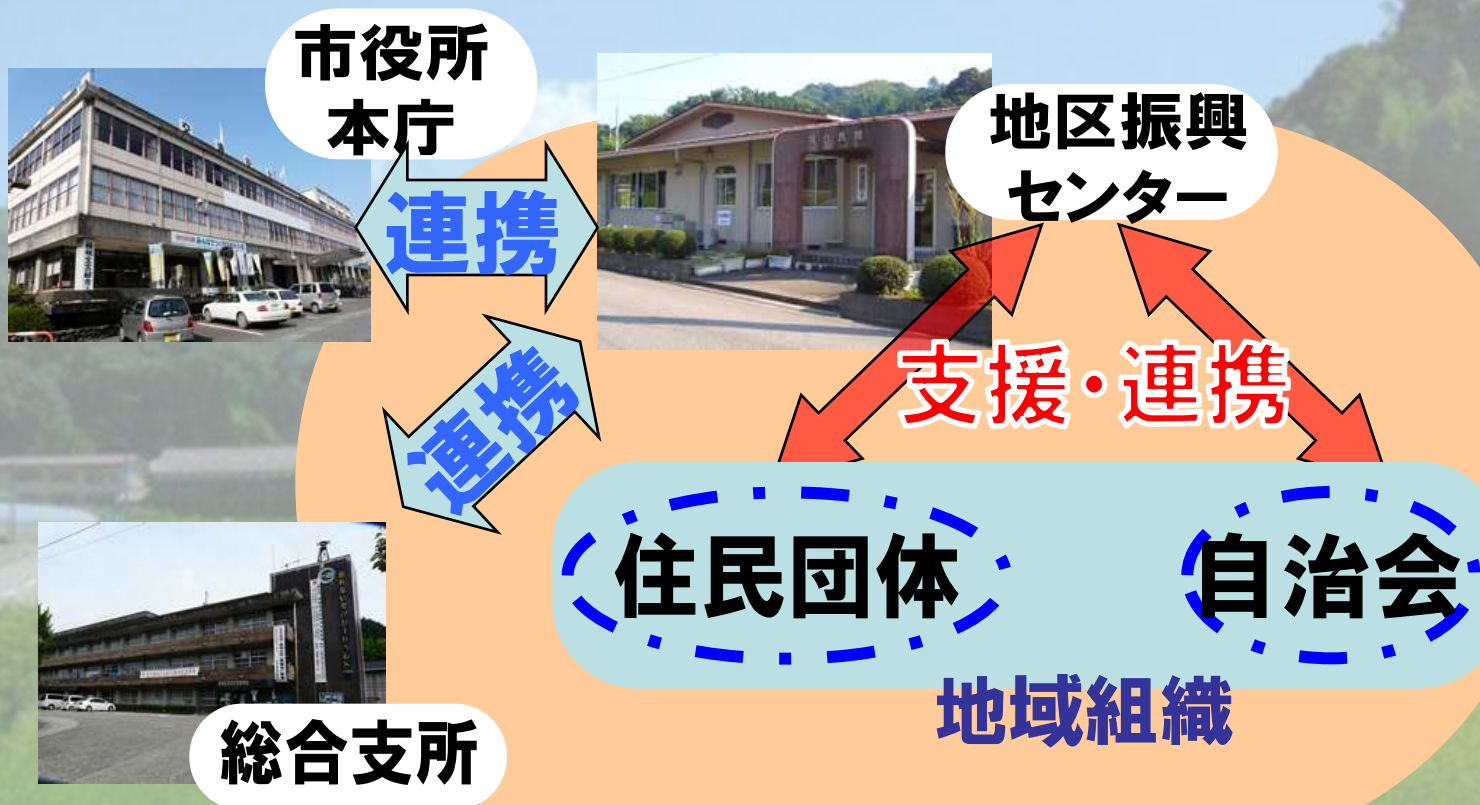 市役所
本庁
地区振興
センター
連携
支援・連携
連携
住民団体
自治会
地域組織
総合支所